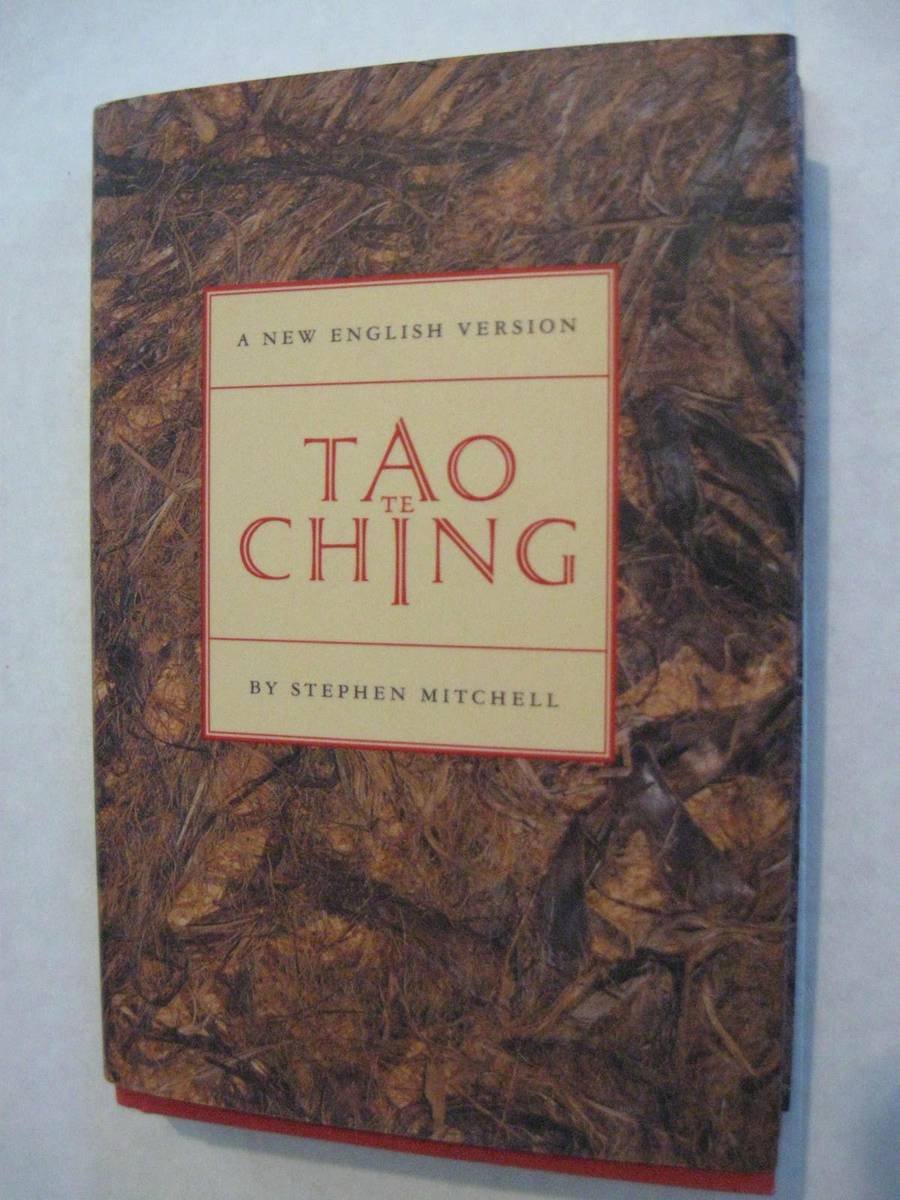 A NEW ENGLISH VERSION
TAO
TE
CHING
BY STEPHEN MITCHELL